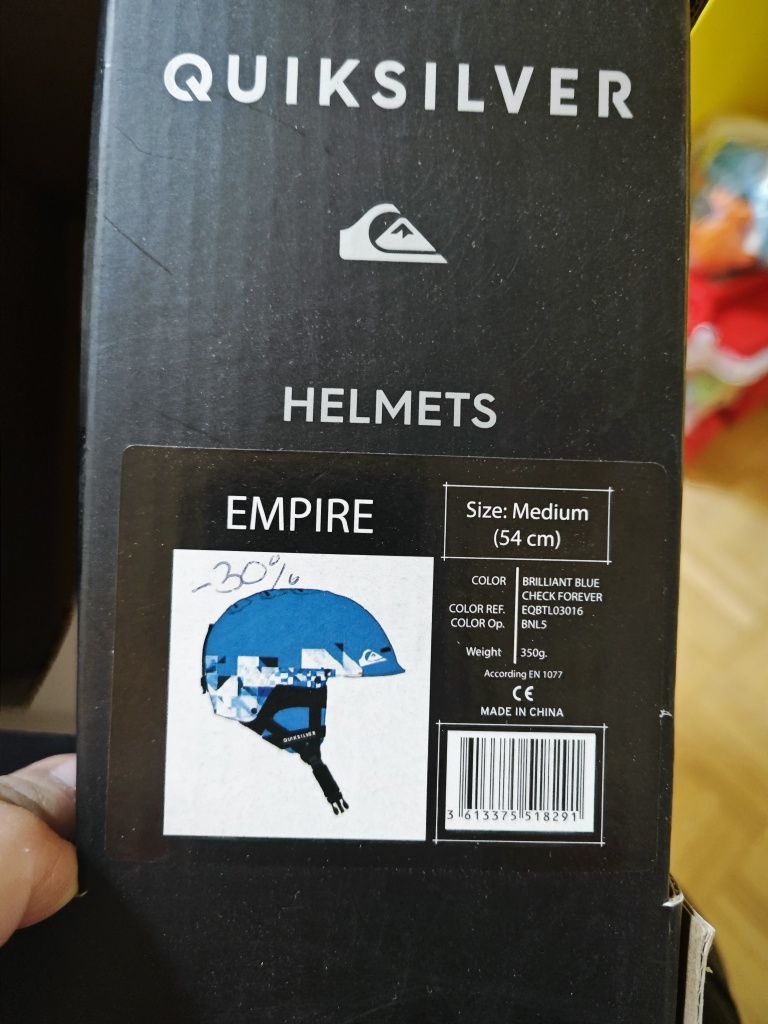 QUIKSILVER
HELMETS
EMPIRE
Size: Medium
(54 cm)
-30%
COLOR BRILLIANT BLUE
CHECK FOREVER
COLOR REF. EQBTL03016
COLOR Op. BNL5
Weight 350g.
According EN 1077
CE
MADE IN CHINA
QUIKSILVER
3 613375 518291